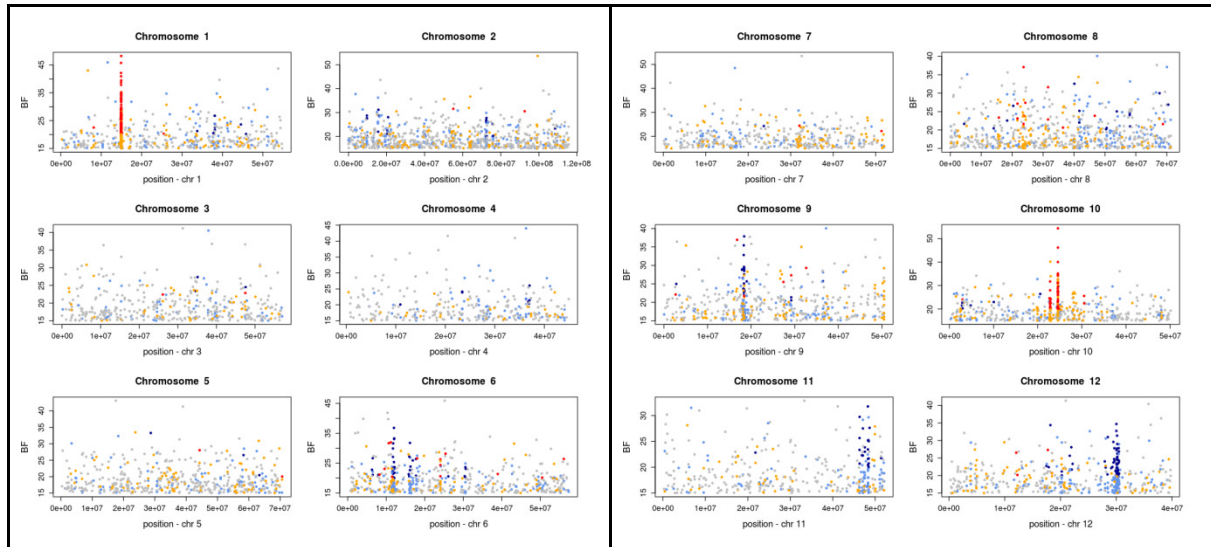 Chromosome 1
BF
15 25 35 45
0e+00 1e+07 2e+07 3e+07 4e+07 5e+07
position - chr 1
Chromosome 2
BF
20 30 40 50
0.0e+00 2.0e+07 4.0e+07 6.0e+07 8.0e+07 1.0e+08 1.2e+08
position - chr 2
Chromosome 3
BF
15 20 25 30 35 40
0e+00 1e+07 2e+07 3e+07 4e+07 5e+07
position - chr 3
Chromosome 4
BF
15 20 25 30 35 40 45
0e+00 1e+07 2e+07 3e+07 4e+07
position - chr 4
Chromosome 5
BF
15 20 25 30 35 40
0e+00 1e+07 2e+07 3e+07 4e+07 5e+07 6e+07 7e+07
position - chr 5
Chromosome 6
BF
15 25 35 45
0e+00 1e+07 2e+07 3e+07 4e+07 5e+07
position - chr 6
Chromosome 7
BF
20 30 40 50
0e+00 1e+07 2e+07 3e+07 4e+07 5e+07
position - chr 7
Chromosome 8
BF
15 20 25 30 35 40
0e+00 1e+07 2e+07 3e+07 4e+07 5e+07 6e+07 7e+07
position - chr 8
Chromosome 9
BF
15 20 25 30 35 40
0e+00 1e+07 2e+07 3e+07 4e+07 5e+07
position - chr 9
Chromosome 10
BF
20 30 40 50
0e+00 1e+07 2e+07 3e+07 4e+07 5e+07
position - chr 10
Chromosome 11
BF
15 20 25 30
0e+00 1e+07 2e+07 3e+07 4e+07 5e+07
position - chr 11
Chromosome 12
BF
15 20 25 30 35 40
0e+00 1e+07 2e+07 3e+07 4e+07
position - chr 12